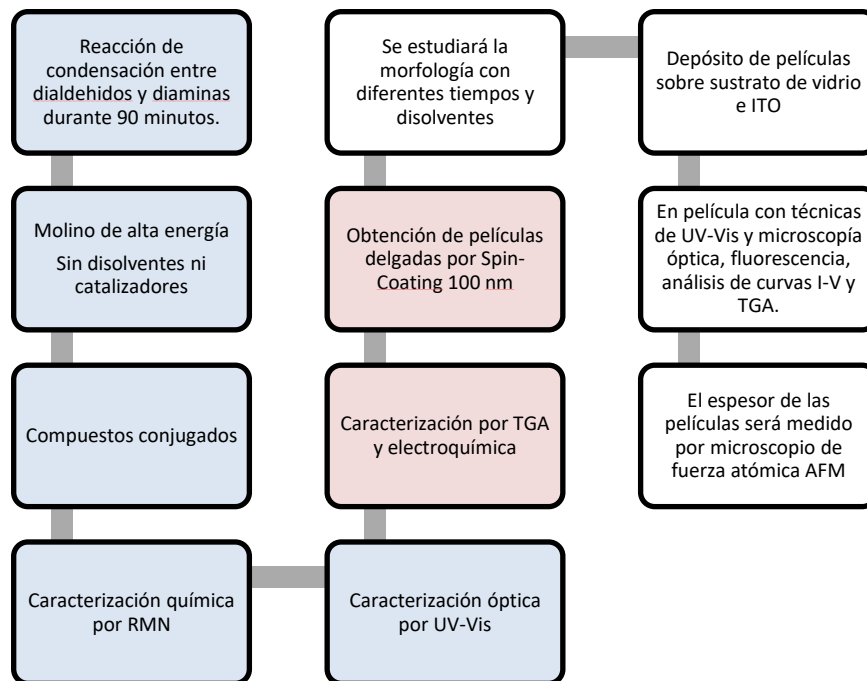 Reacción de
condensación entre
dialdehidos y diaminas
durante 90 minutos.
Molino de alta energía
Sin disolventes ni
catalizadores
Compuestos conjugados
Caracterización química
por RMN
Caracterización óptica
por UV-Vis
Caracterización por TGA
y electroquímica
Obtención de películas
delgadas por Spin-
Coating 100 nm
Se estudiará la
morfología con
diferentes tiempos y
disolventes
Depósito de películas
sobre sustrato de vidrio
e ITO
En película con técnicas
de UV-Vis y microscopía
óptica, fluorescencia,
análisis de curvas I-V y
TGA.
El espesor de las
películas será medido
por microscopio de
fuerza atómica AFM